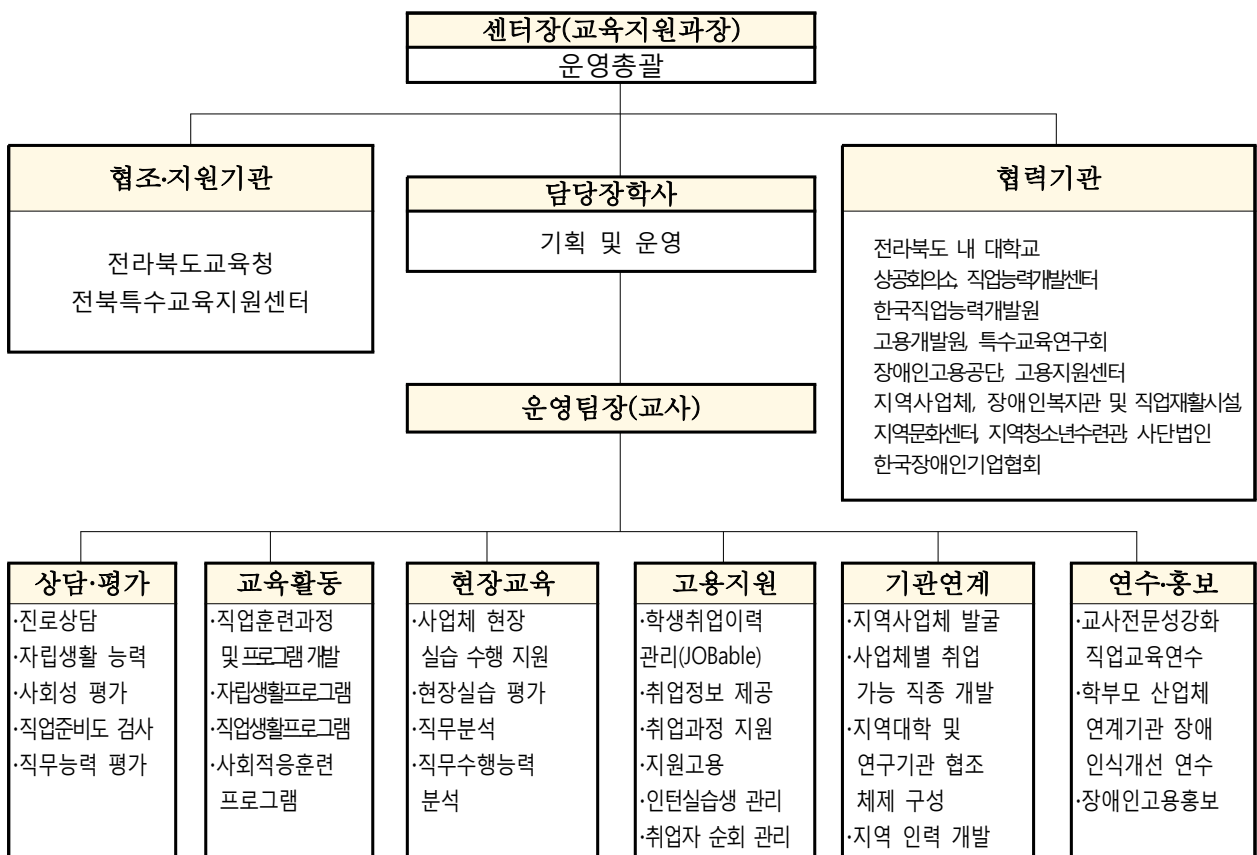 센터장(교육지원과장)
운영총괄
협조·지원기관
전라북도교육청
전북특수교육지원센터
담당장학사
기획 및 운영
협력기관
전라북도 내 대학교
상공회의소, 직업능력개발센터
한국직업능력개발원
고용개발원, 특수교육연구회
장애인고용공단, 고용지원센터
지역사업체, 장애인복지관 및 직업재활시설,
지역문화센터, 지역청소년수련관, 사단법인
한국장애인기업협회
운영팀장(교사)
상담·평가
·진로상담
·자립생활 능력
·사회성 평가
·직업준비도 검사
·직무능력 평가
교육활동
·직업훈련과정
및 프로그램 개발
·자립생활프로그램
·직업생활프로그램
·사회적응훈련
프로그램
현장교육
·사업체 현장
실습 수행 지원
·현장실습 평가
·직무분석
·직무수행능력
분석
고용지원
·학생취업이력
관리(JOBable)
·취업정보 제공
·취업과정 지원
·지원고용
·인턴실습생 관리
·취업자 순회 관리
기관연계
·지역사업체 발굴
·사업체별 취업
가능 직종 개발
·지역대학 및
연구기관 협조
체제 구성
·지역 인력 개발
연수·홍보
·교사전문성강화
직업교육연수
·학부모 산업체
연계기관 장애
인식개선 연수
·장애인고용홍보